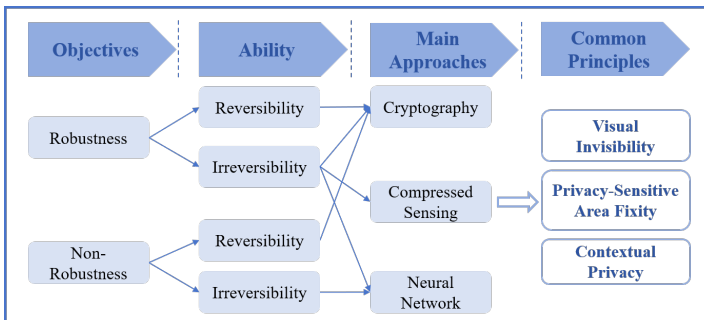 Objectives
Ability
Main
Approaches
Common
Principles
Robustness
Non-
Robustness
Reversibility
Irreversibility
Reversibility
Irreversibility
Cryptography
Compressed
Sensing
Neural
Network
Visual
Invisibility
Privacy-Sensitive
Area Fixity
Contextual
Privacy